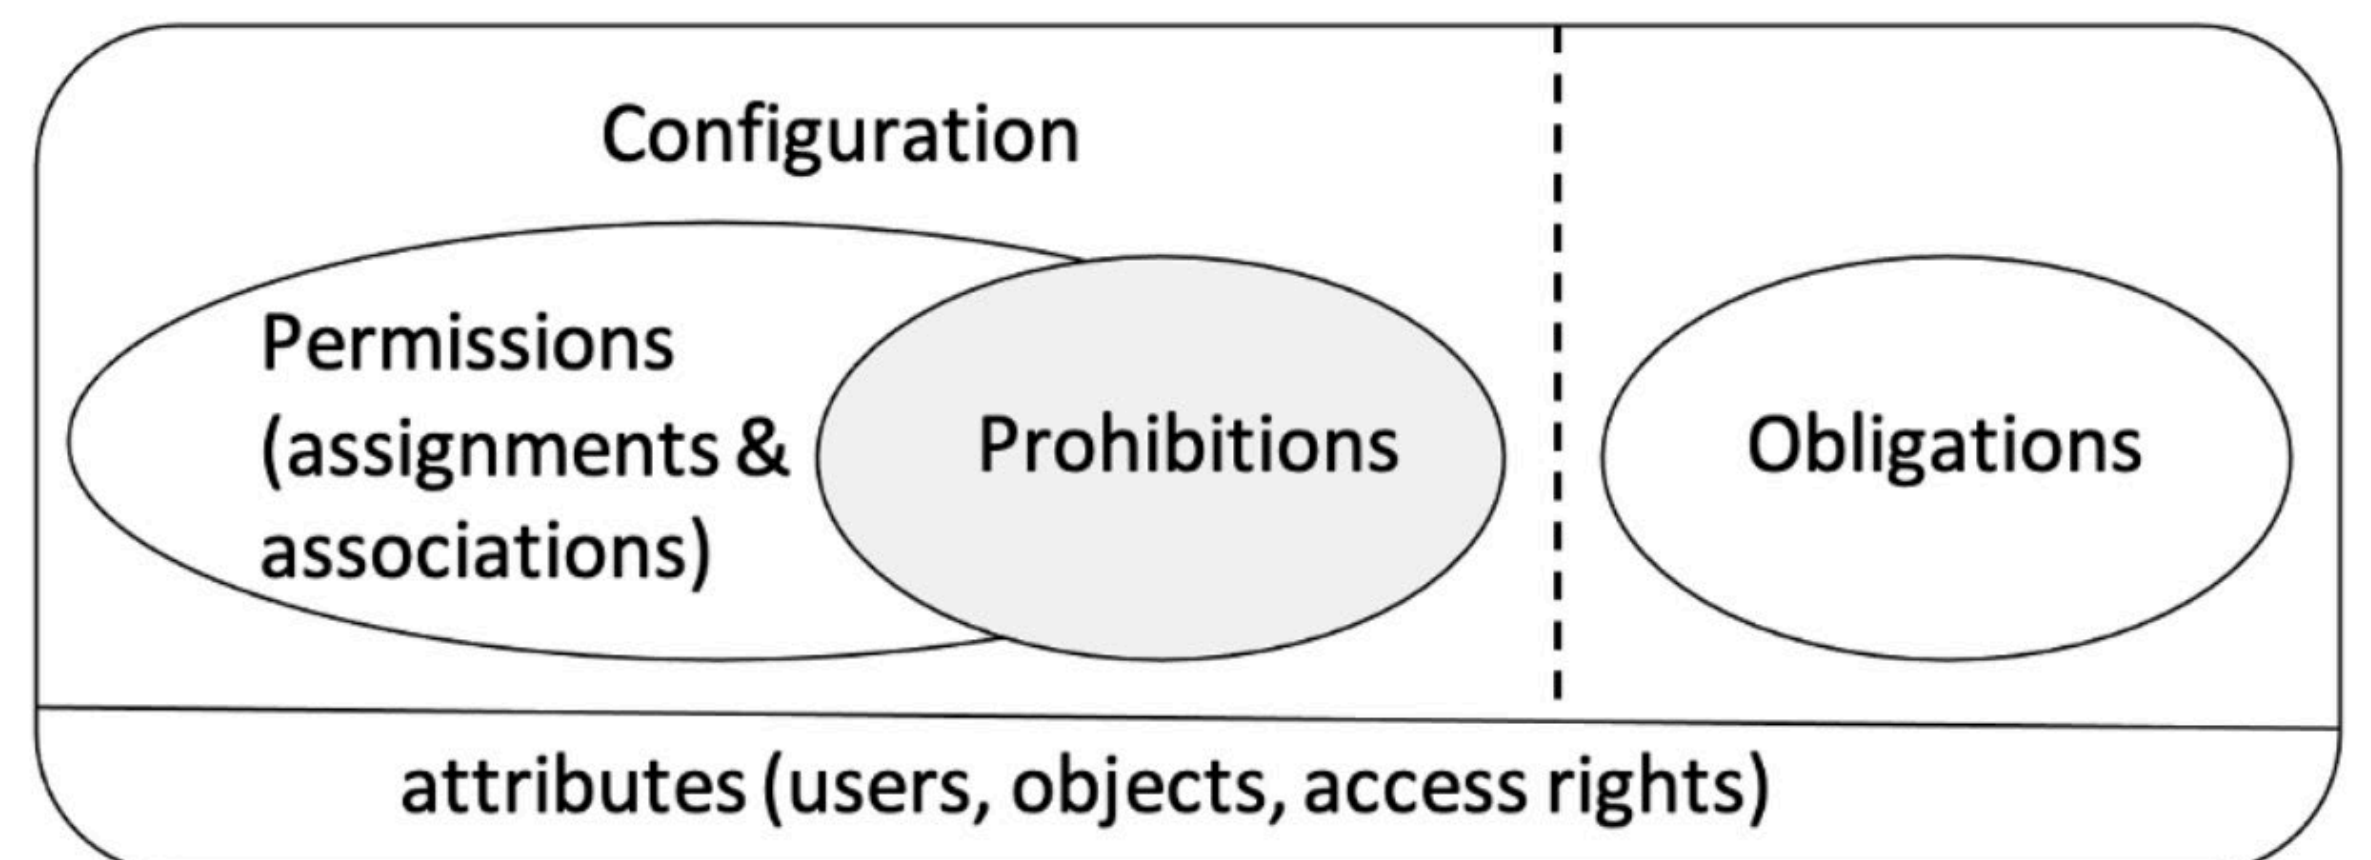 Configuration
Permissions
(assignments &
associations)
Prohibitions
Obligations
attributes (users, objects, access rights)